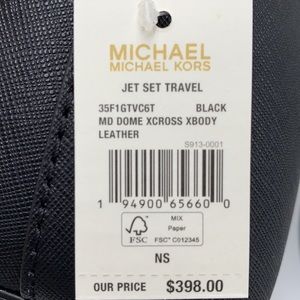 MICHAEL
MICHAEL KORS
JET SET TRAVEL
35F1GTVC6T BLACK
MD DOME XCROSS XBODY
LEATHER
S913-0001
1 94900 65660 0
FSC
MIX
Paper
FSC® C012345
NS
OUR PRICE $398.00